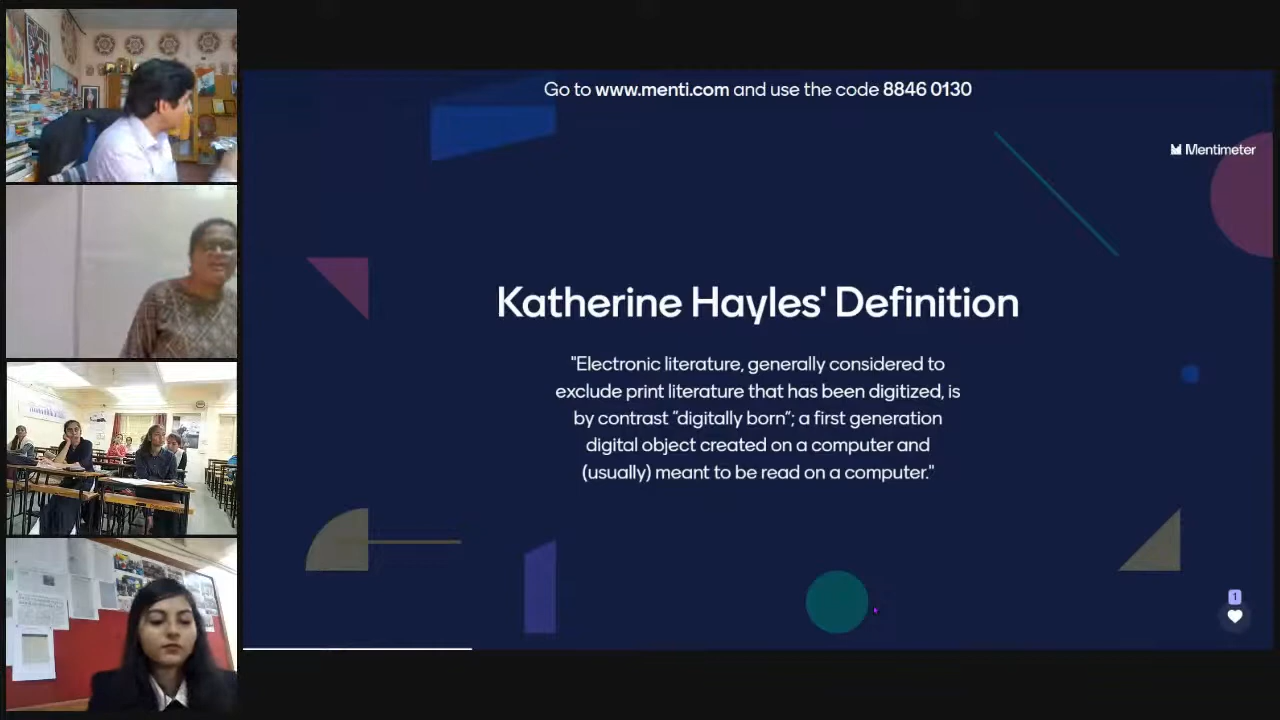 Go to www.menti.com and use the code 8846 0130
Mentimeter
Katherine Hayles' Definition
"Electronic literature, generally considered to
exclude print literature that has been digitized, is
by contrast "digitally born"; a first generation
digital object created on a computer and
(usually) meant to be read on a computer."
1